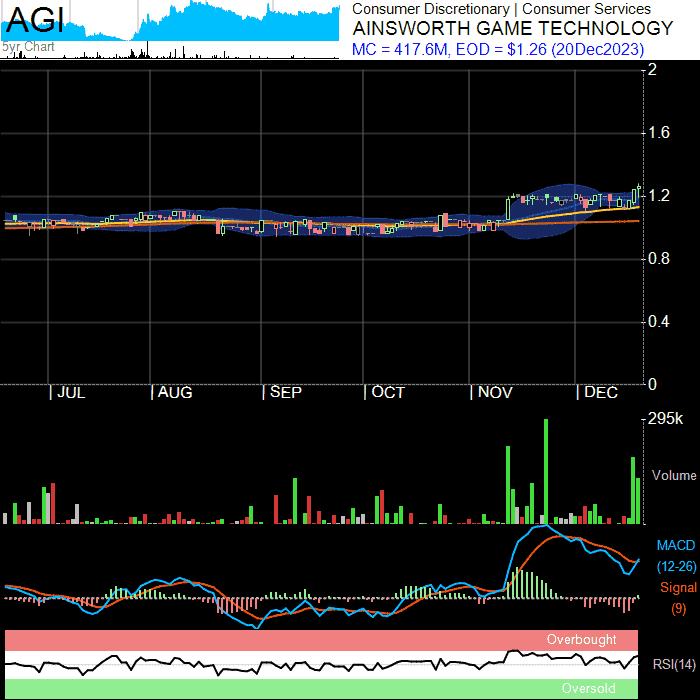 AGI
5yr Chart
Consumer Discretionary | Consumer Services
AINSWORTH GAME TECHNOLOGY
MC = 417.6M, EOD = $1.26 (20Dec2023)
2
1.6
1.2
0.8
0.4
0
| JUL | AUG | SEP | OCT | NOV | DEC
295k
Volume
MACD
(12-26)
Signal
(9)
Overbought
RSI(14)
Oversold